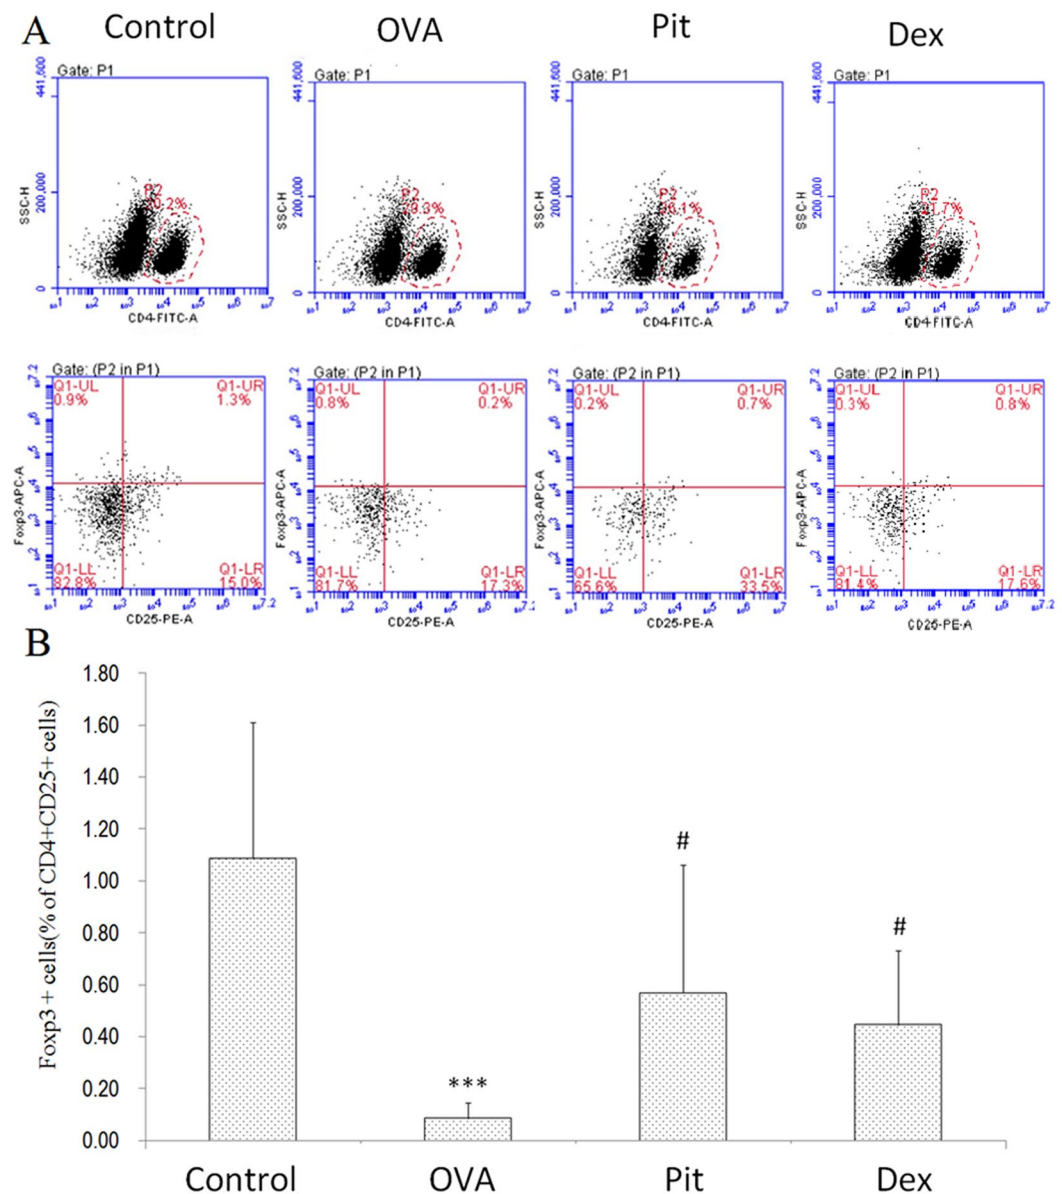 A
Control
OVA
Pit
Dex
Gate: P1
Gate: P1
Gate: P1
Gate: P1
441,600
441,600
441,600
441,600
200,000
200,000
200,000
200,000
0
0
0
0
SSC-H
SSC-H
SSC-H
SSC-H
P2
P2
P2
P2
CD4-FITC-A
CD4-FITC-A
CD4-FITC-A
CD4-FITC-A
Gate: (P2 in P1)
Gate: (P2 in P1)
Gate: (P2 in P1)
Gate: (P2 in P1)
Q1-UL Q1-UR
0.9% 1.3%
Q1-UL Q1-UR
0.8% 0.2%
Q1-UL Q1-UR
0.2% 0.7%
Q1-UL Q1-UR
0.3% 0.8%
Foxp3-APC-A
Foxp3-APC-A
Foxp3-APC-A
Foxp3-APC-A
Q1-LL Q1-LR
82.8% 15.0%
Q1-LL Q1-LR
81.7% 17.3%
Q1-LL Q1-LR
65.6% 33.5%
Q1-LL Q1-LR
81.4% 17.6%
CD25-PE-A
CD25-PE-A
CD25-PE-A
CD25-PE-A
B
Foxp3 + cells(% of CD4+CD25+ cells)
1.80
1.60
1.40
1.20
1.00
0.80
0.60
0.40
0.20
0.00
***
#
#
Control
OVA
Pit
Dex